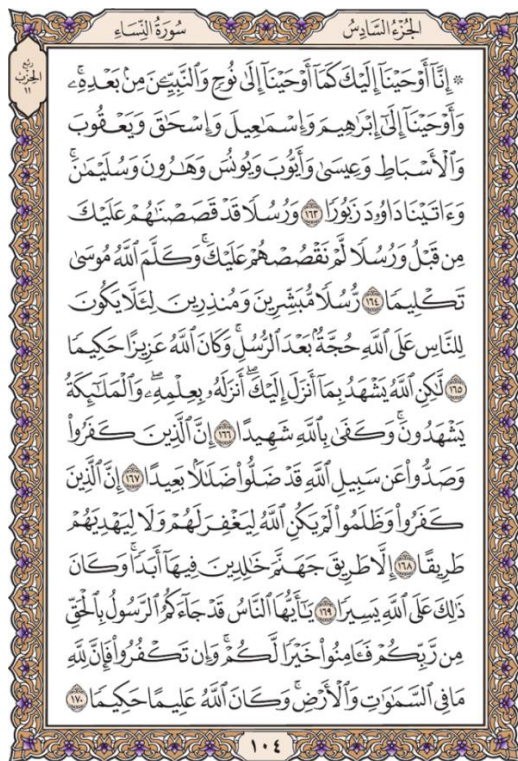 الجزء السادس
سورة النساء
ربع
الحزب
١١
۞ إِنَّآ أَوْحَيْنَآ إِلَيْكَ كَمَآ أَوْحَيْنَآ إِلَىٰ نُوحٍ وَٱلنَّبِيِّـۧنَ مِنۢ بَعْدِهِۦۚ
وَأَوْحَيْنَآ إِلَىٰٓ إِبْرَٰهِيمَ وَإِسْمَٰعِيلَ وَإِسْحَٰقَ وَيَعْقُوبَ
وَٱلْأَسْبَاطِ وَعِيسَىٰ وَأَيُّوبَ وَيُونُسَ وَهَٰرُونَ وَسُلَيْمَٰنَۚ
وَءَاتَيْنَا دَاوُۥدَ زَبُورًا ١٦٣ وَرُسُلًا قَدْ قَصَصْنَٰهُمْ عَلَيْكَ
مِن قَبْلُ وَرُسُلًا لَّمْ نَقْصُصْهُمْ عَلَيْكَۚ وَكَلَّمَ ٱللَّهُ مُوسَىٰ
تَكْلِيمًا ١٦٤ رُّسُلًا مُّبَشِّرِينَ وَمُنذِرِينَ لِئَلَّا يَكُونَ
لِلنَّاسِ عَلَى ٱللَّهِ حُجَّةٌۢ بَعْدَ ٱلرُّسُلِۚ وَكَانَ ٱللَّهُ عَزِيزًا حَكِيمًا
١٦٥ لَّٰكِنِ ٱللَّهُ يَشْهَدُ بِمَآ أَنزَلَ إِلَيْكَۖ أَنزَلَهُۥ بِعِلْمِهِۦۖ وَٱلْمَلَٰٓئِكَةُ
يَشْهَدُونَۚ وَكَفَىٰ بِٱللَّهِ شَهِيدًا ١٦٦ إِنَّ ٱلَّذِينَ كَفَرُوا۟
وَصَدُّوا۟ عَن سَبِيلِ ٱللَّهِ قَدْ ضَلُّوا۟ ضَلَٰلًۢا بَعِيدًا ١٦٧ إِنَّ ٱلَّذِينَ
كَفَرُوا۟ وَظَلَمُوا۟ لَمْ يَكُنِ ٱللَّهُ لِيَغْفِرَ لَهُمْ وَلَا لِيَهْدِيَهُمْ
طَرِيقًا ١٦٨ إِلَّا طَرِيقَ جَهَنَّمَ خَٰلِدِينَ فِيهَآ أَبَدًاۚ وَكَانَ
ذَٰلِكَ عَلَى ٱللَّهِ يَسِيرًا ١٦٩ يَٰٓأَيُّهَا ٱلنَّاسُ قَدْ جَآءَكُمُ ٱلرَّسُولُ بِٱلْحَقِّ
مِن رَّبِّكُمْ فَـَٔامِنُوا۟ خَيْرًا لَّكُمْۚ وَإِن تَكْفُرُوا۟ فَإِنَّ لِلَّهِ
مَا فِى ٱلسَّمَٰوَٰتِ وَٱلْأَرْضِۚ وَكَانَ ٱللَّهُ عَلِيمًا حَكِيمًا ١٧٠
١٠٤